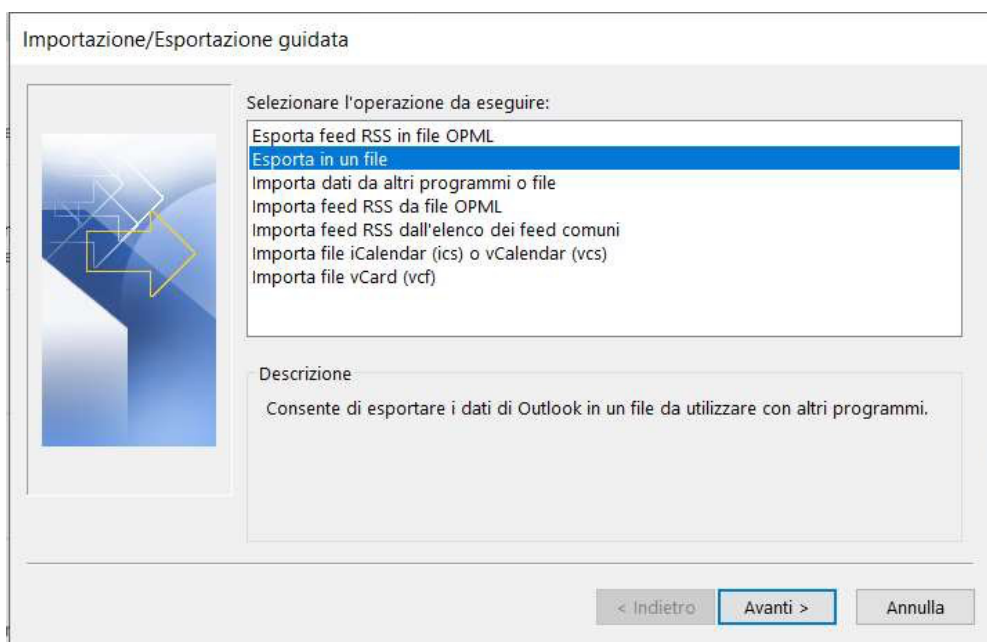 Importazione/Esportazione guidata
Selezionare l'operazione da eseguire:
Esporta feed RSS in file OPML
Esporta in un file
Importa dati da altri programmi o file
Importa feed RSS da file OPML
Importa feed RSS dall'elenco dei feed comuni
Importa file iCalendar (ics) o vCalendar (vcs)
Importa file vCard (vcf)
Descrizione
Consente di esportare i dati di Outlook in un file da utilizzare con altri programmi.
< Indietro Avanti > Annulla